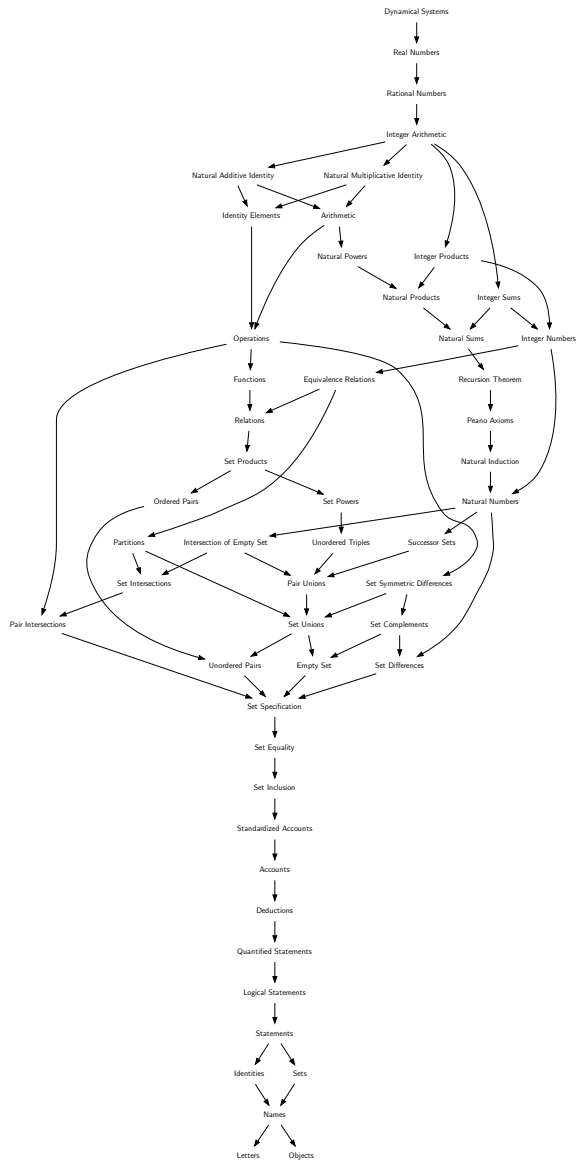 Dynamical Systems
Real Numbers
Rational Numbers
Integer Arithmetic
Natural Additive Identity
Natural Multiplicative Identity
Identity Elements
Arithmetic
Natural Powers
Integer Products
Natural Products
Integer Sums
Operations
Natural Sums
Integer Numbers
Functions
Equivalence Relations
Recursion Theorem
Relations
Peano Axioms
Set Products
Natural Induction
Ordered Pairs
Set Powers
Natural Numbers
Partitions
Intersection of Empty Set
Unordered Triples
Successor Sets
Set Intersections
Pair Unions
Set Symmetric Differences
Pair Intersections
Set Unions
Set Complements
Unordered Pairs
Empty Set
Set Differences
Set Specification
Set Equality
Set Inclusion
Standardized Accounts
Accounts
Deductions
Quantified Statements
Logical Statements
Statements
Identities
Sets
Names
Letters
Objects